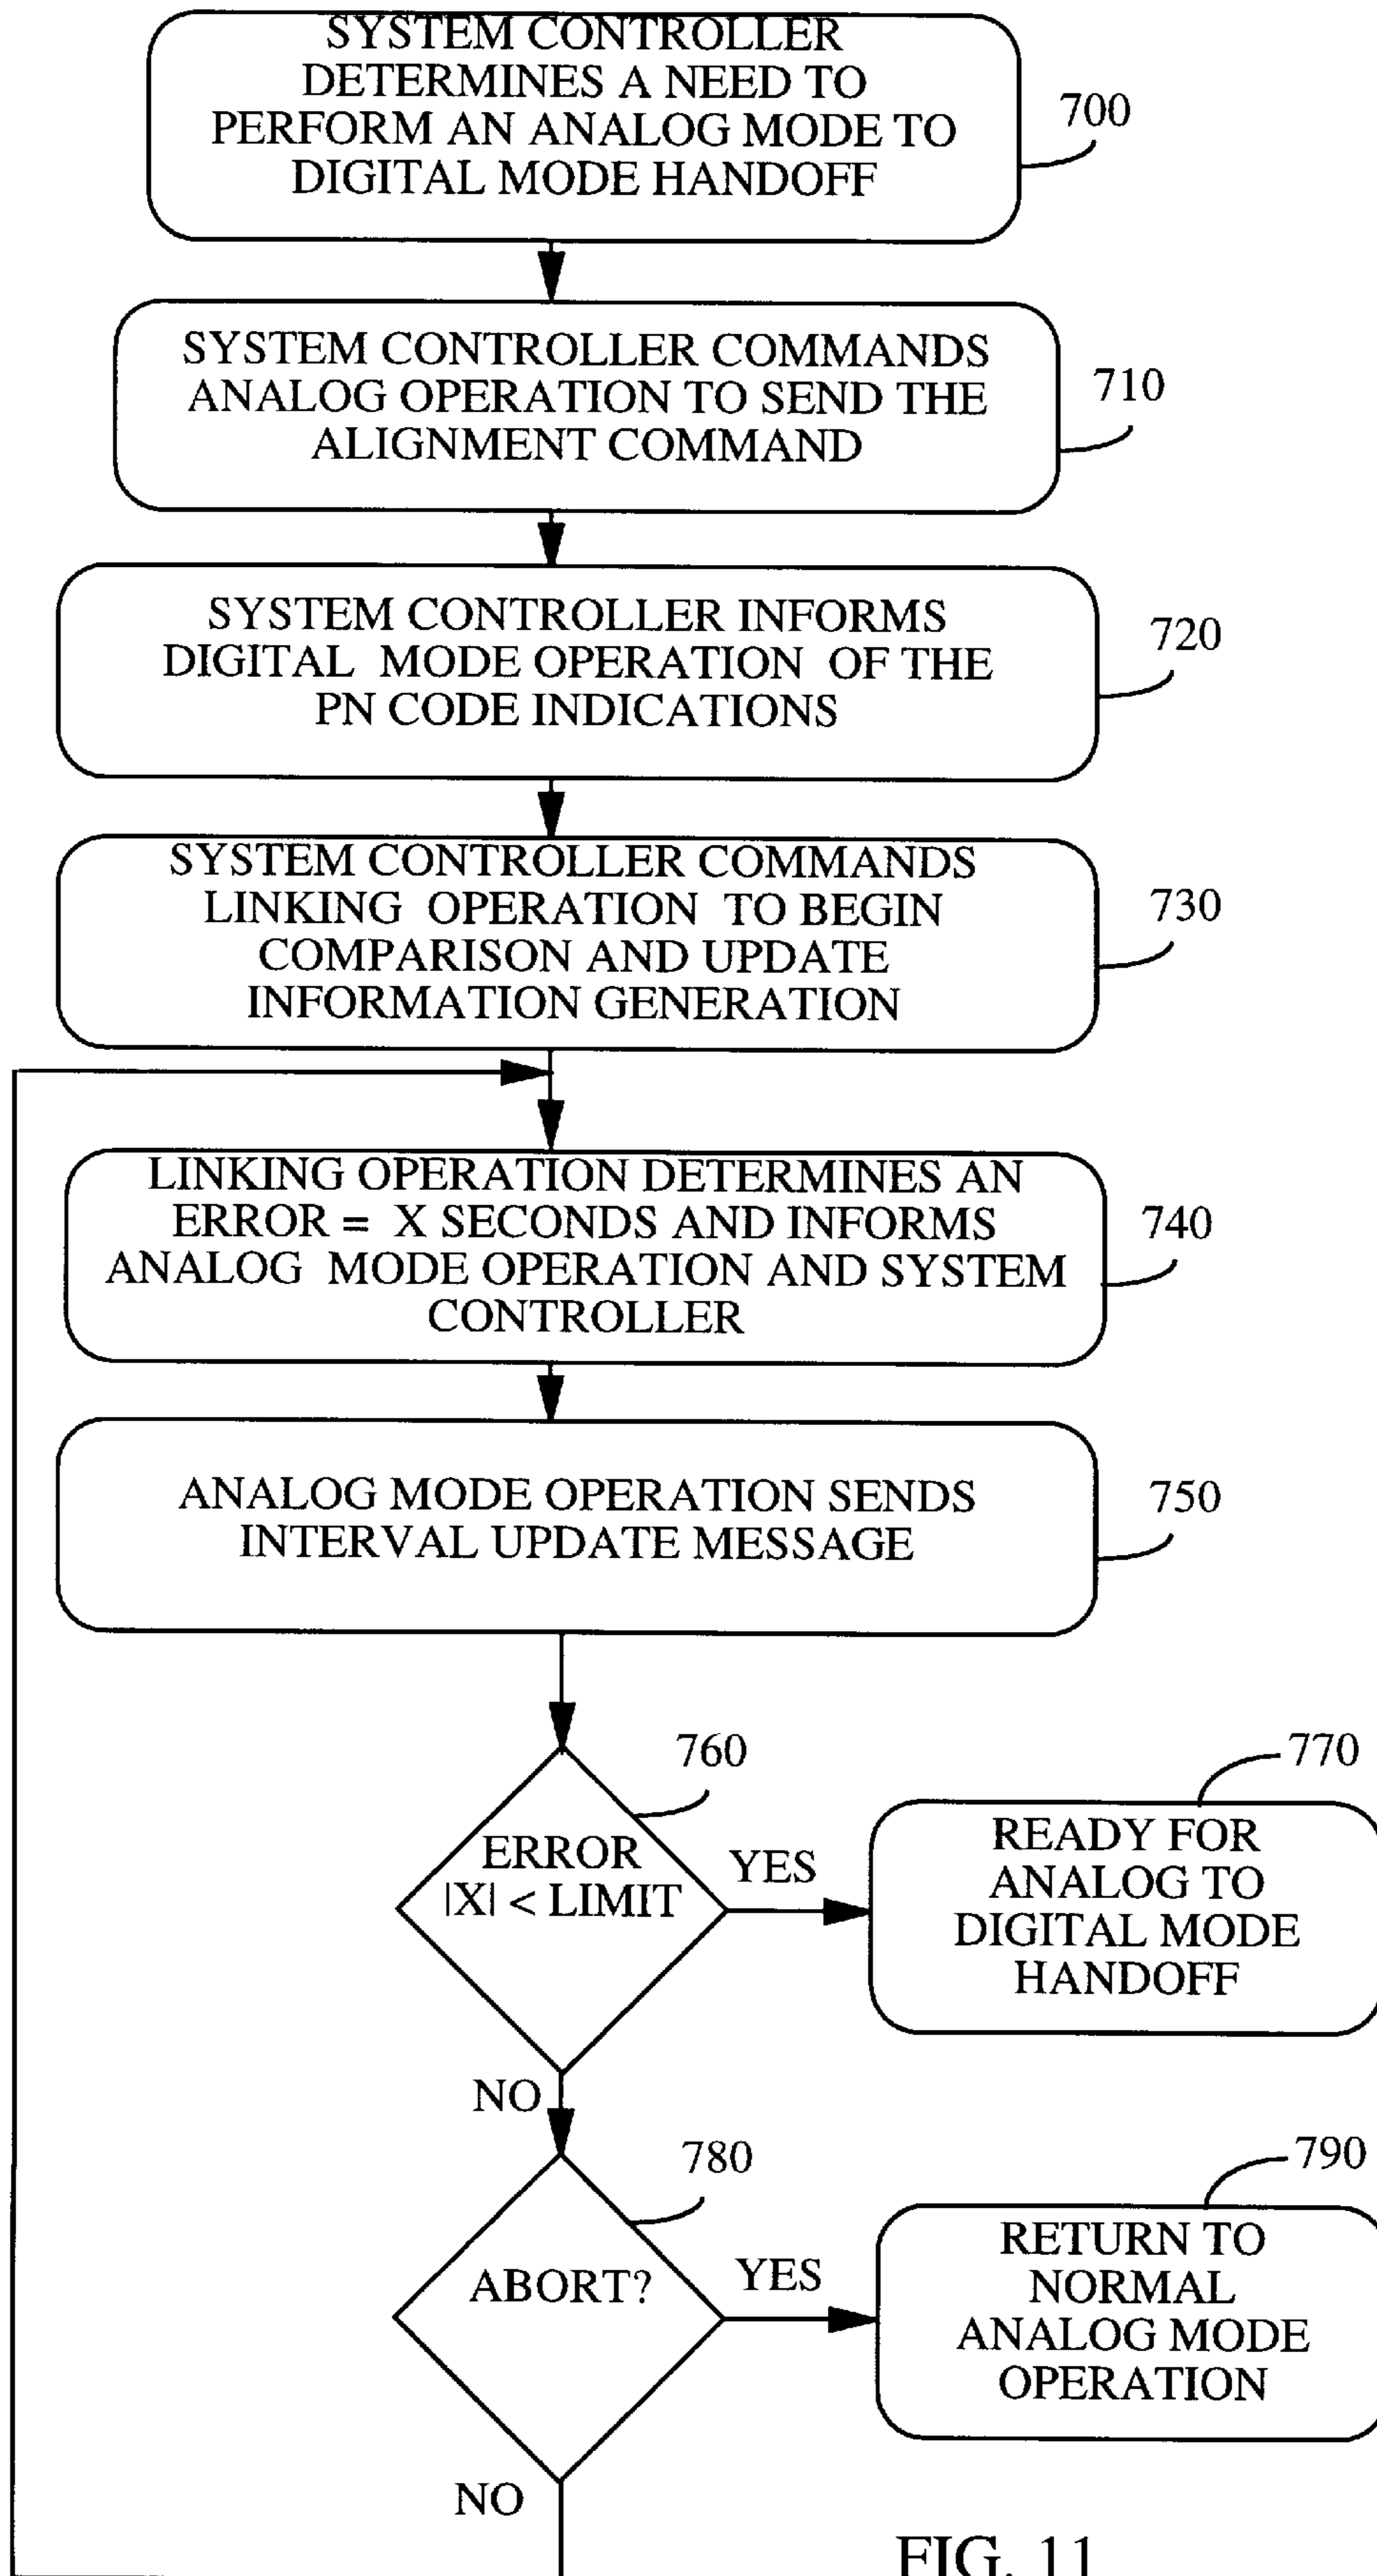 SYSTEM CONTROLLER
DETERMINES A NEED TO
PERFORM AN ANALOG MODE TO
DIGITAL MODE HANDOFF
700
SYSTEM CONTROLLER COMMANDS
ANALOG OPERATION TO SEND THE
ALIGNMENT COMMAND
710
SYSTEM CONTROLLER INFORMS
DIGITAL MODE OPERATION OF THE
PN CODE INDICATIONS
720
SYSTEM CONTROLLER COMMANDS
LINKING OPERATION TO BEGIN
COMPARISON AND UPDATE
INFORMATION GENERATION
730
LINKING OPERATION DETERMINES AN
ERROR = X SECONDS AND INFORMS
ANALOG MODE OPERATION AND SYSTEM
CONTROLLER
740
ANALOG MODE OPERATION SENDS
INTERVAL UPDATE MESSAGE
750
760
ERROR
|X| < LIMIT
YES
770
READY FOR
ANALOG TO
DIGITAL MODE
HANDOFF
NO
780
ABORT?
YES
790
RETURN TO
NORMAL
ANALOG MODE
OPERATION
NO
FIG. 11